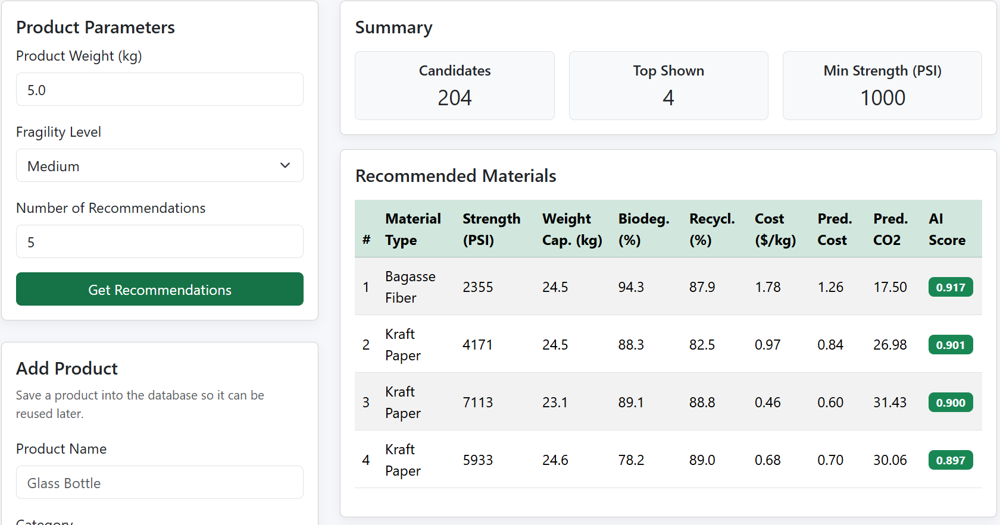 Product Parameters
Product Weight (kg)
5.0
Fragility Level
Medium
Number of Recommendations
5
Get Recommendations
Add Product
Save a product into the database so it can be
reused later.
Product Name
Glass Bottle
Category
Summary
Candidates
204
Top Shown
4
Min Strength (PSI)
1000
Recommended Materials
# Material Type Strength (PSI) Weight Cap. (kg) Biodeg. (%) Recycl. (%) Cost ($/kg) Pred. Cost Pred. CO2 AI Score
1 Bagasse Fiber 2355 24.5 94.3 87.9 1.78 1.26 17.50 0.917
2 Kraft Paper 4171 24.5 88.3 82.5 0.97 0.84 26.98 0.901
3 Kraft Paper 7113 23.1 89.1 88.8 0.46 0.60 31.43 0.900
4 Kraft Paper 5933 24.6 78.2 89.0 0.68 0.70 30.06 0.897